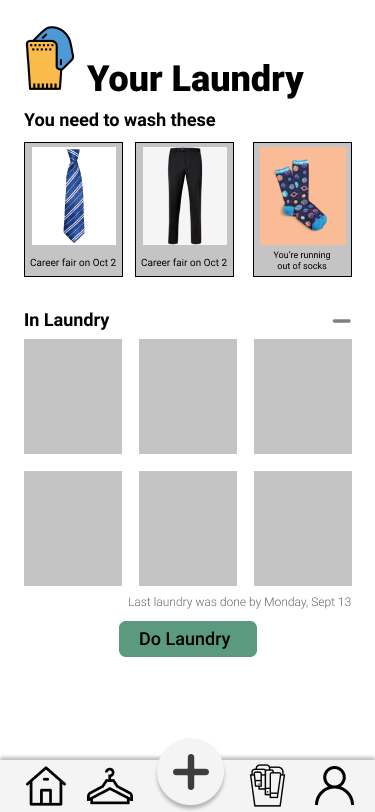 Your Laundry
You need to wash these
Career fair on Oct 2
Career fair on Oct 2
You're running
out of socks
In Laundry
Last laundry was done by Monday, Sept 13
Do Laundry